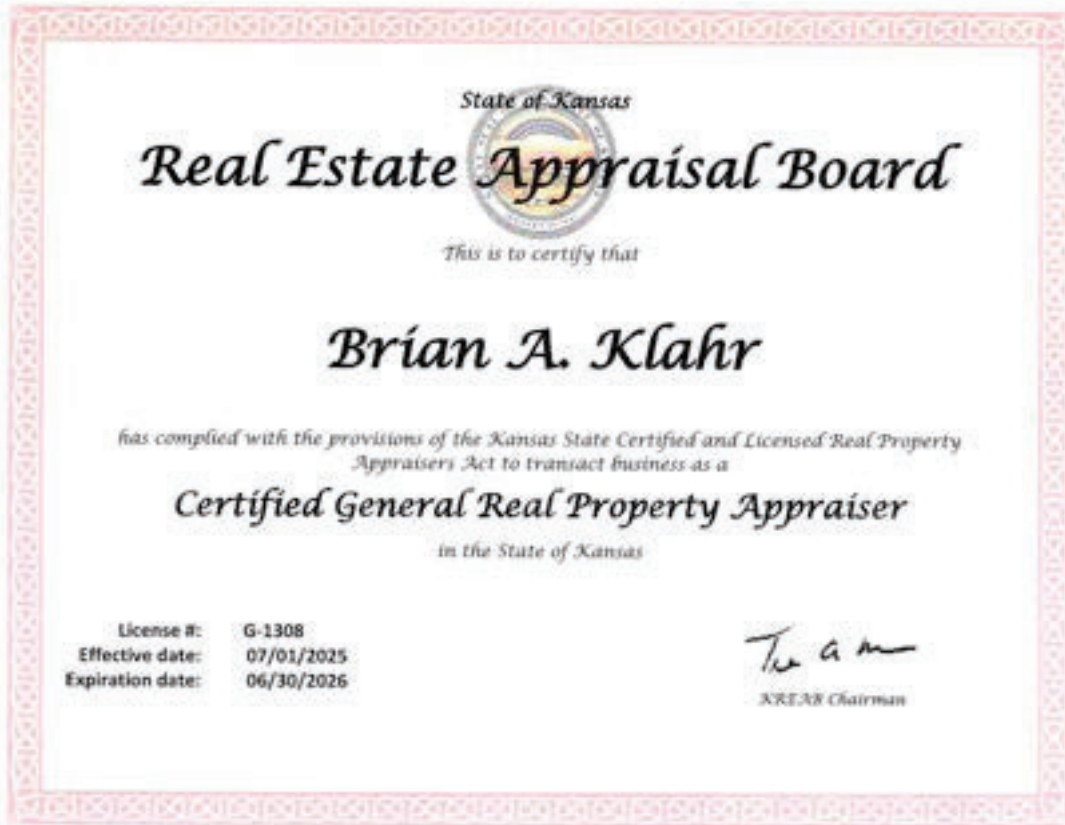 State of Kansas
Real Estate Appraisal Board
This is to certify that
Brian A. Klahr
has complied with the provisions of the Kansas State Certified and Licensed Real Property
Appraisers Act to transact business as a
Certified General Real Property Appraiser
in the State of Kansas
License #: G-1308
Effective date: 07/01/2025
Expiration date: 06/30/2026
KREAB Chairman